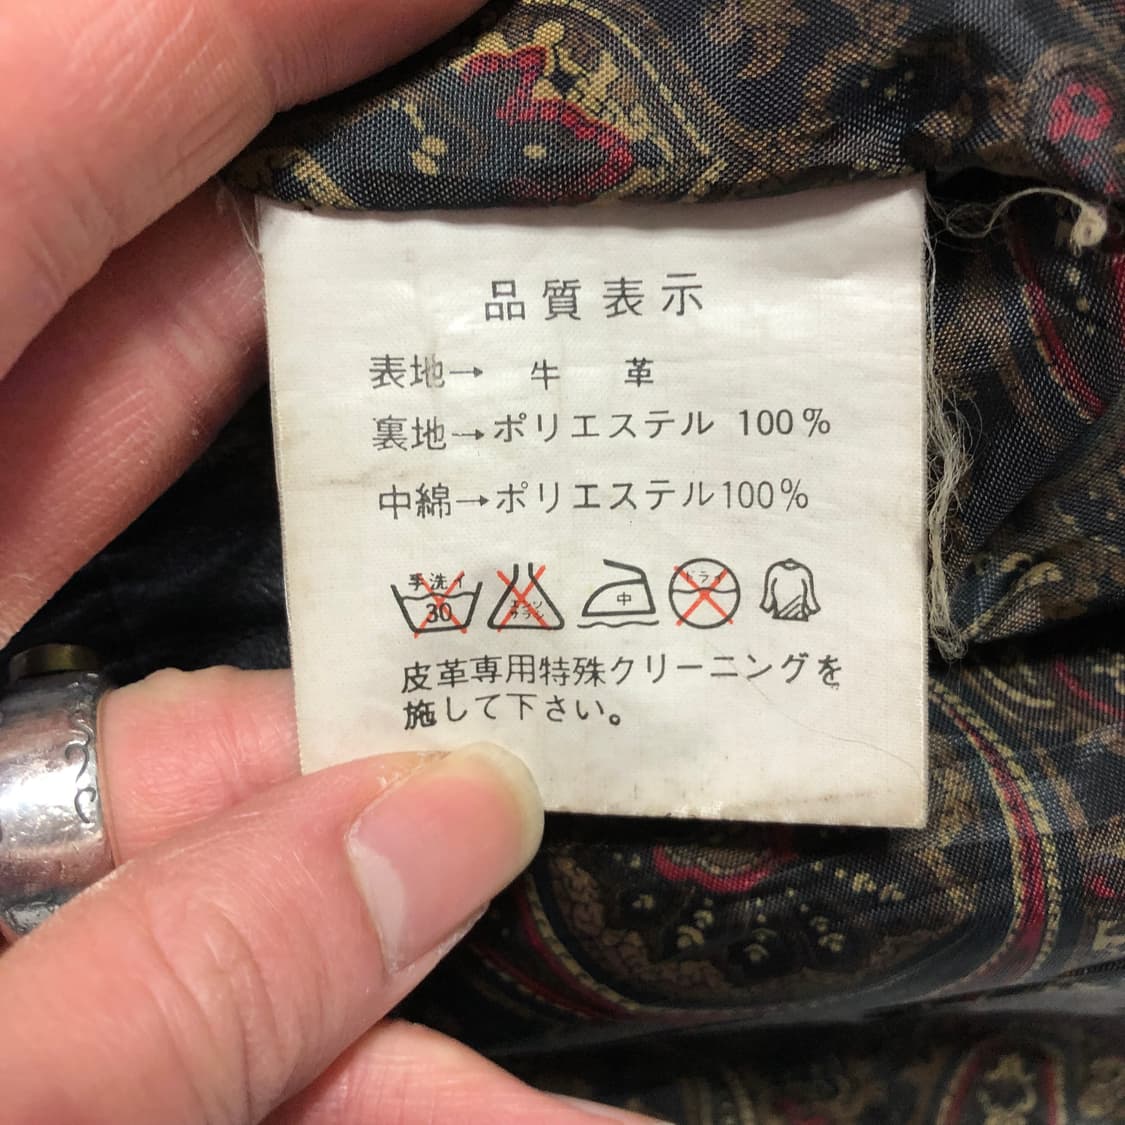 品質表示
表地→ 牛 革
裏地→ポリエステル 100%
中綿→ポリエステル100%
手洗イ 30 エンソサラシ 中 ドライ
皮革専用特殊クリーニングを
施して下さい。